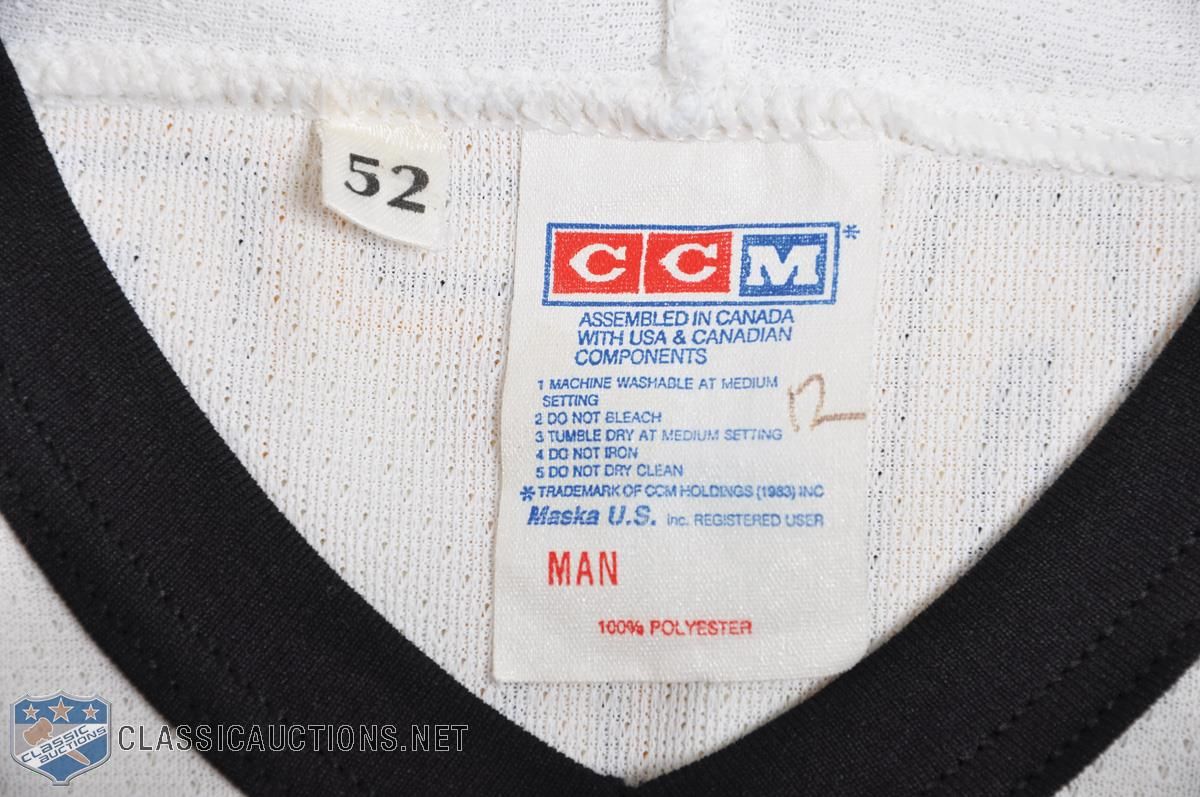 52
CCM*
ASSEMBLED IN CANADA
WITH USA & CANADIAN
COMPONENTS
1 MACHINE WASHABLE AT MEDIUM
SETTING
2 DO NOT BLEACH
3 TUMBLE DRY AT MEDIUM SETTING
4 DO NOT IRON
5 DO NOT DRY CLEAN
12
* TRADEMARK OF CCM HOLDINGS (1983) INC
Maska U.S. inc. REGISTERED USER
MAN
100% POLYESTER
CLASSIC
AUCTIONS
CLASSICAUCTIONS.NET